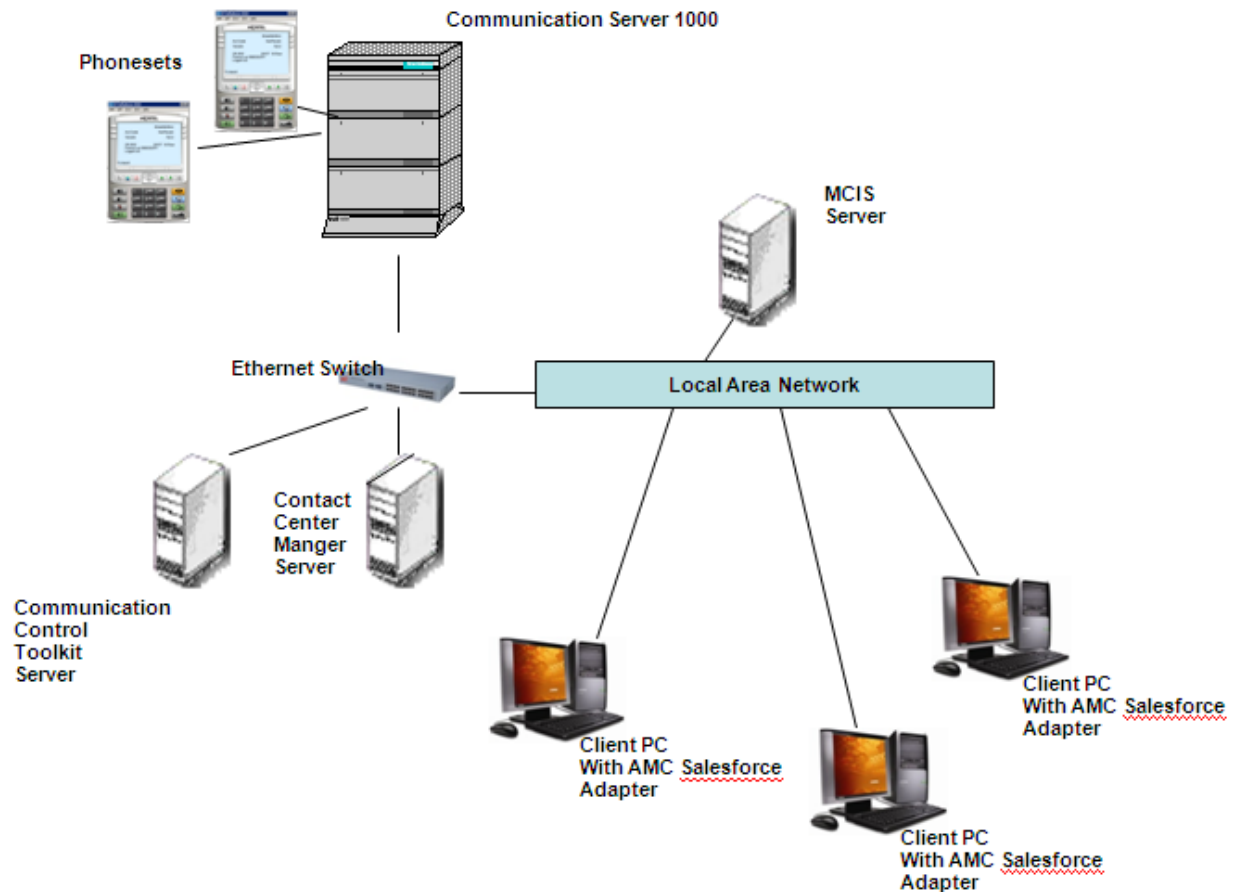 Communication Server 1000
Phonesets
MCIS
Server
Ethernet Switch
Local Area Network
Contact
Center
Manger
Server
Communication
Control
Toolkit
Server
Client PC
With AMC Salesforce
Adapter
Client PC
With AMC Salesforce
Adapter
Client PC
With AMC Salesforce
Adapter